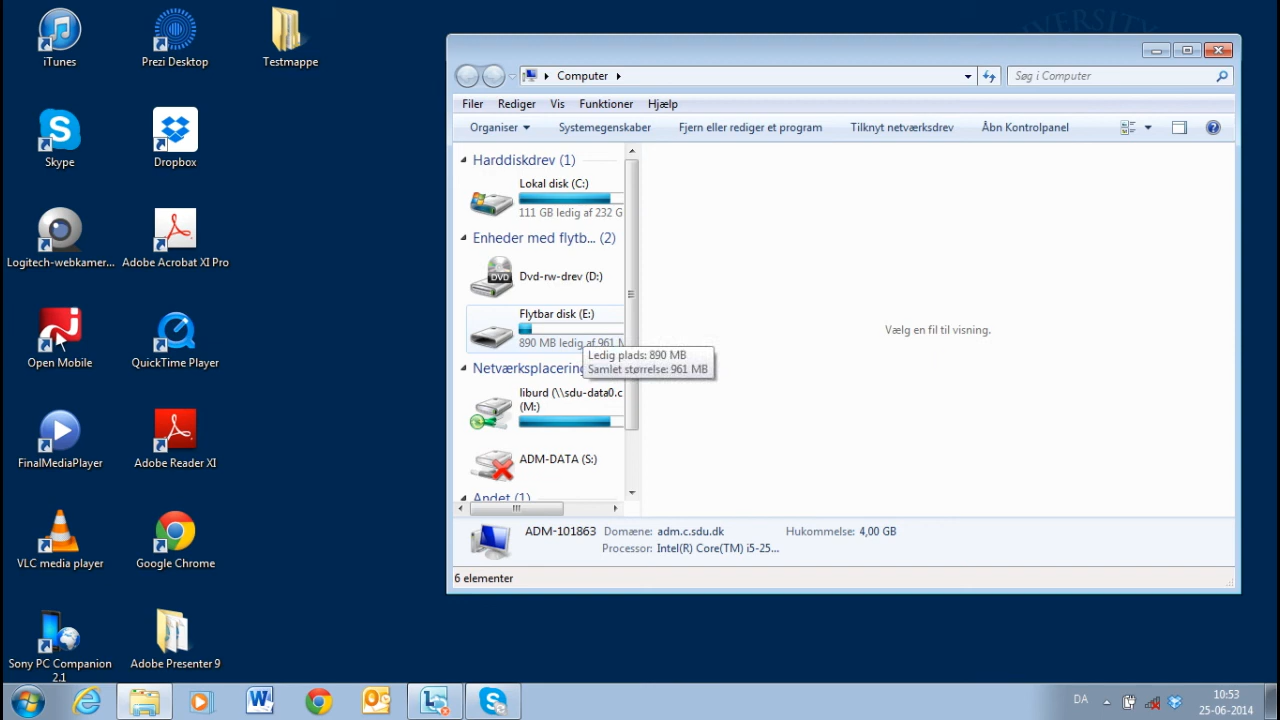 iTunes
Prezi Desktop
Testmappe
Skype
Dropbox
Logitech-webkamer...
Adobe Acrobat XI Pro
Open Mobile
QuickTime Player
FinalMediaPlayer
Adobe Reader XI
VLC media player
Google Chrome
Sony PC Companion
2.1
Adobe Presenter 9
VERSITY
Computer
Søg i Computer
Filer Rediger Vis Funktioner Hjælp
Organiser Systemegenskaber Fjern eller rediger et program Tilknyt netværksdrev Åbn Kontrolpanel
Harddiskdrev (1)
Lokal disk (C:)
111 GB ledig af 232 G
Enheder med flytb... (2)
DVD
Dvd-rw-drev (D:)
Flytbar disk (E:)
890 MB ledig af 961 M
Ledig plads: 890 MB
Samlet størrelse: 961 MB
Netværksplacering
liburd (\\sdu-data0.c
(M:)
ADM-DATA (S:)
Andet (1)
Vælg en fil til visning.
ADM-101863 Domæne: adm.c.sdu.dk Hukommelse: 4,00 GB
Processor: Intel(R) Core(TM) i5-25...
6 elementer
DA
10:53
25-06-2014